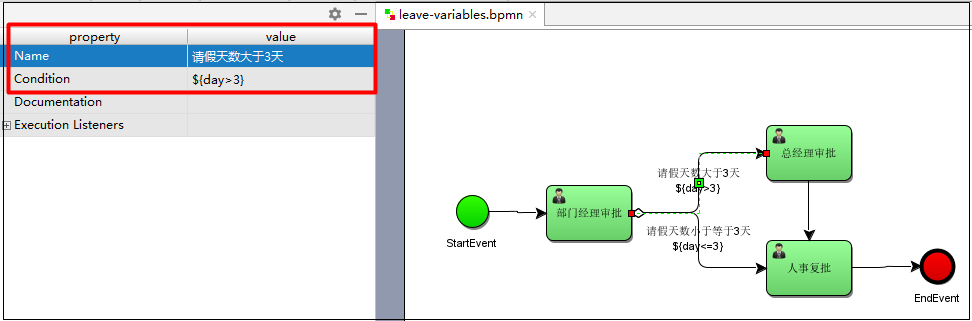 leave-variables.bpmn
property value
Name 请假天数大于3天
Condition ${day>3}
Documentation
Execution Listeners
总经理审批
请假天数大于3天
${day>3}
部门经理审批
StartEvent
请假天数小于等于3天
${day<=3}
人事复批
EndEvent